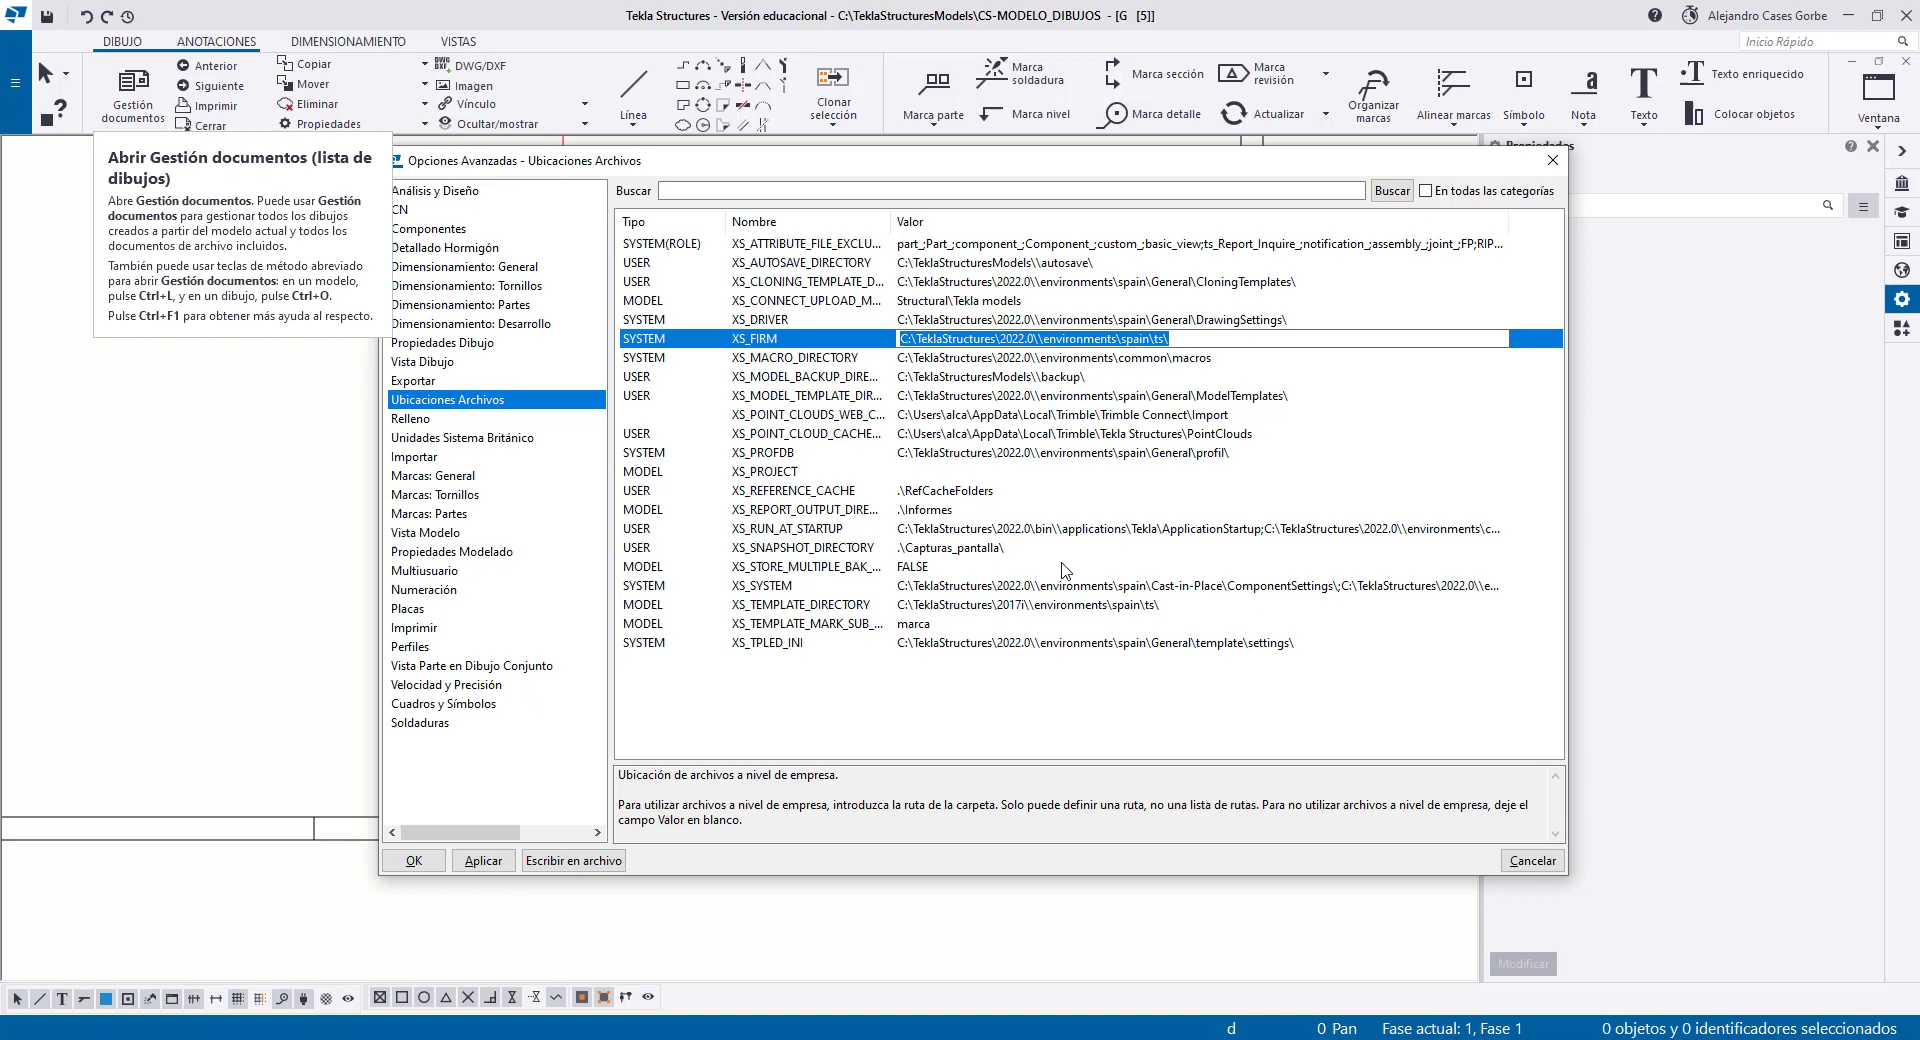 Tekla Structures - Versión educacional - C:\TeklaStructuresModels\CS-MODELO_DIBUJOS - [G [5]]
Alejandro Cases Gorbe
DIBUJO
ANOTACIONES
DIMENSIONAMIENTO
VISTAS
Inicio Rápido
Gestión documentos
Anterior
Siguiente
Imprimir
Cerrar
Copiar
Mover
Eliminar
Propiedades
DWG/DXF
Imagen
Vínculo
Ocultar/mostrar
Línea
Clonar selección
Marca parte
Marca soldadura
Marca nivel
Marca sección
Marca detalle
Marca revisión
Actualizar
Organizar marcas
Alinear marcas
Símbolo
Nota
Texto
Texto enriquecido
Colocar objetos
Ventana
Abrir Gestión documentos (lista de
dibujos)
Abre Gestión documentos. Puede usar Gestión
documentos para gestionar todos los dibujos
creados a partir del modelo actual y todos los
documentos de archivo incluidos.
También puede usar teclas de método abreviado
para abrir Gestión documentos: en un modelo,
pulse Ctrl+L, y en un dibujo, pulse Ctrl+O.
Pulse Ctrl+F1 para obtener más ayuda al respecto.
Propiedades
Opciones Avanzadas - Ubicaciones Archivos
Análisis y Diseño
CN
Componentes
Detallado Hormigón
Dimensionamiento: General
Dimensionamiento: Tornillos
Dimensionamiento: Partes
Dimensionamiento: Desarrollo
Propiedades Dibujo
Vista Dibujo
Exportar
Ubicaciones Archivos
Relleno
Unidades Sistema Británico
Importar
Marcas: General
Marcas: Tornillos
Marcas: Partes
Vista Modelo
Propiedades Modelado
Multiusuario
Numeración
Placas
Imprimir
Perfiles
Vista Parte en Dibujo Conjunto
Velocidad y Precisión
Cuadros y Símbolos
Soldaduras
Buscar
Buscar
En todas las categorías
Tipo Nombre Valor
SYSTEM(ROLE) XS_ATTRIBUTE_FILE_EXCLU... part_;Part_;component_;Component_;custom_;basic_view;ts_Report_Inquire_;notification_;assembly_;joint_;FP;RIP...
USER XS_AUTOSAVE_DIRECTORY C:\TeklaStructuresModels\\autosave\
USER XS_CLONING_TEMPLATE_D... C:\TeklaStructures\2022.0\\environments\spain\General\CloningTemplates\
MODEL XS_CONNECT_UPLOAD_M... Structural\Tekla models
SYSTEM XS_DRIVER C:\TeklaStructures\2022.0\\environments\spain\General\DrawingSettings\
SYSTEM XS_FIRM C:\TeklaStructures\2022.0\\environments\spain\ts\
SYSTEM XS_MACRO_DIRECTORY C:\TeklaStructures\2022.0\\environments\common\macros
USER XS_MODEL_BACKUP_DIRE... C:\TeklaStructuresModels\\backup\
USER XS_MODEL_TEMPLATE_DIR... C:\TeklaStructures\2022.0\\environments\spain\General\ModelTemplates\
XS_POINT_CLOUDS_WEB_C... C:\Users\alca\AppData\Local\Trimble\Trimble Connect\Import
USER XS_POINT_CLOUD_CACHE... C:\Users\alca\AppData\Local\Trimble\Tekla Structures\PointClouds
SYSTEM XS_PROFDB C:\TeklaStructures\2022.0\\environments\spain\General\profil\
MODEL XS_PROJECT
USER XS_REFERENCE_CACHE .\RefCacheFolders
MODEL XS_REPORT_OUTPUT_DIRE... .\Informes
USER XS_RUN_AT_STARTUP C:\TeklaStructures\2022.0\bin\\applications\Tekla\ApplicationStartup;C:\TeklaStructures\2022.0\\environments\c...
USER XS_SNAPSHOT_DIRECTORY .\Capturas_pantalla\
MODEL XS_STORE_MULTIPLE_BAK_... FALSE
SYSTEM XS_SYSTEM C:\TeklaStructures\2022.0\\environments\spain\Cast-in-Place\ComponentSettings\;C:\TeklaStructures\2022.0\\e...
MODEL XS_TEMPLATE_DIRECTORY C:\TeklaStructures\2017i\\environments\spain\ts\
MODEL XS_TEMPLATE_MARK_SUB_... marca
SYSTEM XS_TPLED_INI C:\TeklaStructures\2022.0\\environments\spain\General\template\settings\
Ubicación de archivos a nivel de empresa.
Para utilizar archivos a nivel de empresa, introduzca la ruta de la carpeta. Solo puede definir una ruta, no una lista de rutas. Para no utilizar archivos a nivel de empresa, deje el
campo Valor en blanco.
OK
Aplicar
Escribir en archivo
Cancelar
Modificar
d
0 Pan
Fase actual: 1, Fase 1
0 objetos y 0 identificadores seleccionados